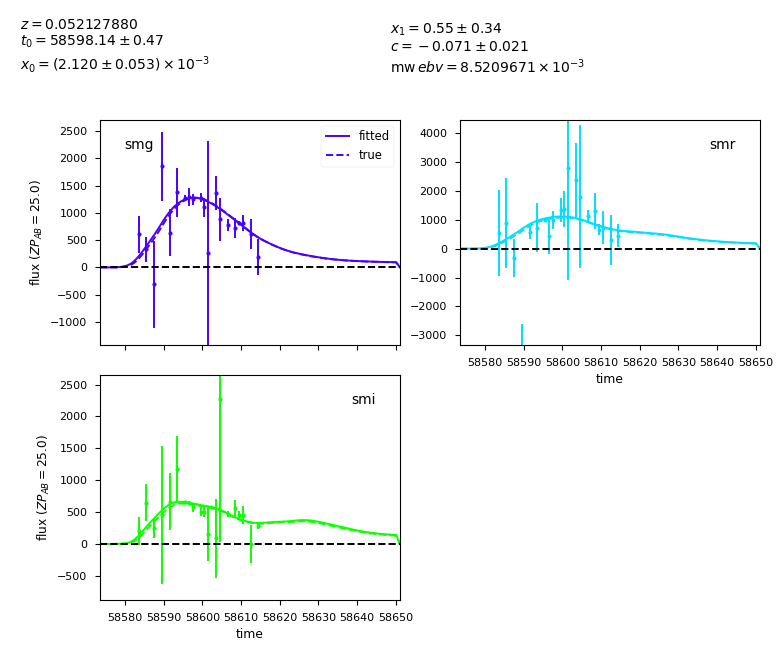 z = 0.052127880
t₀ = 58598.14 ± 0.47
x₀ = (2.120 ± 0.053) × 10⁻³
x₁ = 0.55 ± 0.34
c = −0.071 ± 0.021
mw ebv = 8.5209671 × 10⁻³
smg
fitted
true
2500
2000
1500
1000
500
0
−500
−1000
flux (ZP_AB = 25.0)
smr
4000
3000
2000
1000
0
−1000
−2000
−3000
58580 58590 58600 58610 58620 58630 58640 58650
time
smi
2500
2000
1500
1000
500
0
−500
flux (ZP_AB = 25.0)
58580 58590 58600 58610 58620 58630 58640 58650
time